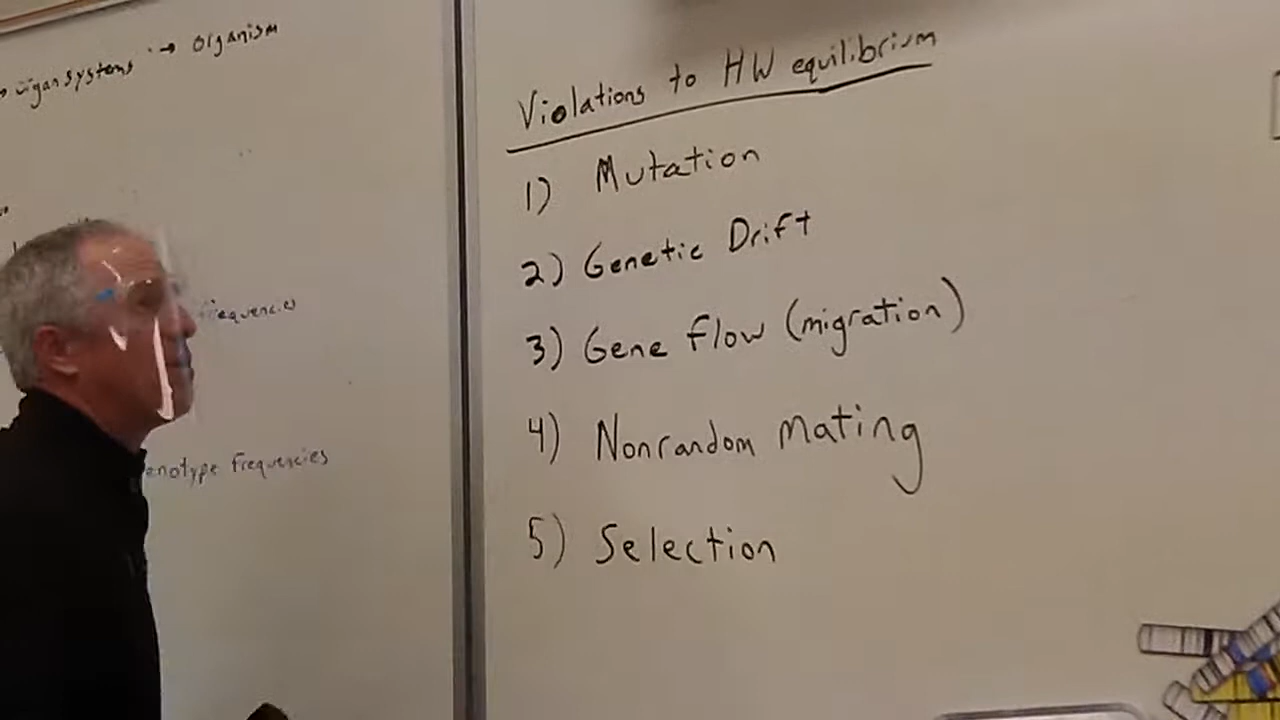 → organ systems → organism
frequencies
genotype frequencies
Violations to HW equilibrium
1) Mutation
2) Genetic Drift
3) Gene flow (migration)
4) Nonrandom mating
5) Selection